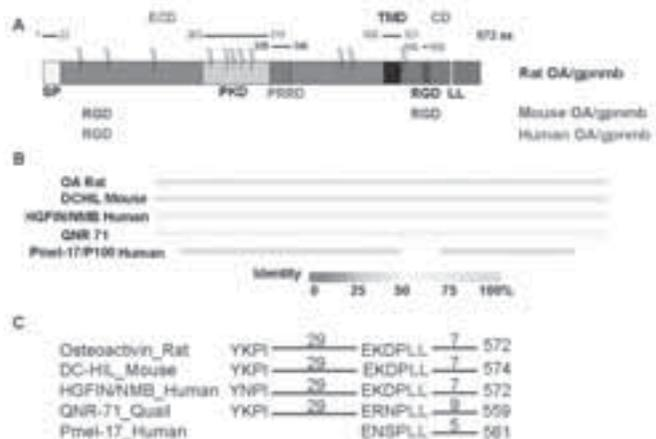 A
ECD
TMD CD
572 aa
Rat OA/gpnmb
SP PKD PRRD RGD LL
RGD RGD Mouse OA/gpnmb
RGD Human OA/gpnmb
B
OA Rat
DCHIL Mouse
HGFIN/NMB Human
QNR 71
Pmel-17/P100 Human
Identity
0 25 50 75 100%
C
Osteoactivin_Rat YKPI 29 EKDPLL 7 572
DC-HIL_Mouse YKPI 29 EKDPLL 7 574
HGFIN/NMB_Human YNPI 29 EKDPLL 7 572
QNR-71_Quail YKPI 29 ERNPLL 9 559
Pmel-17_Human ENSPLL 5 561